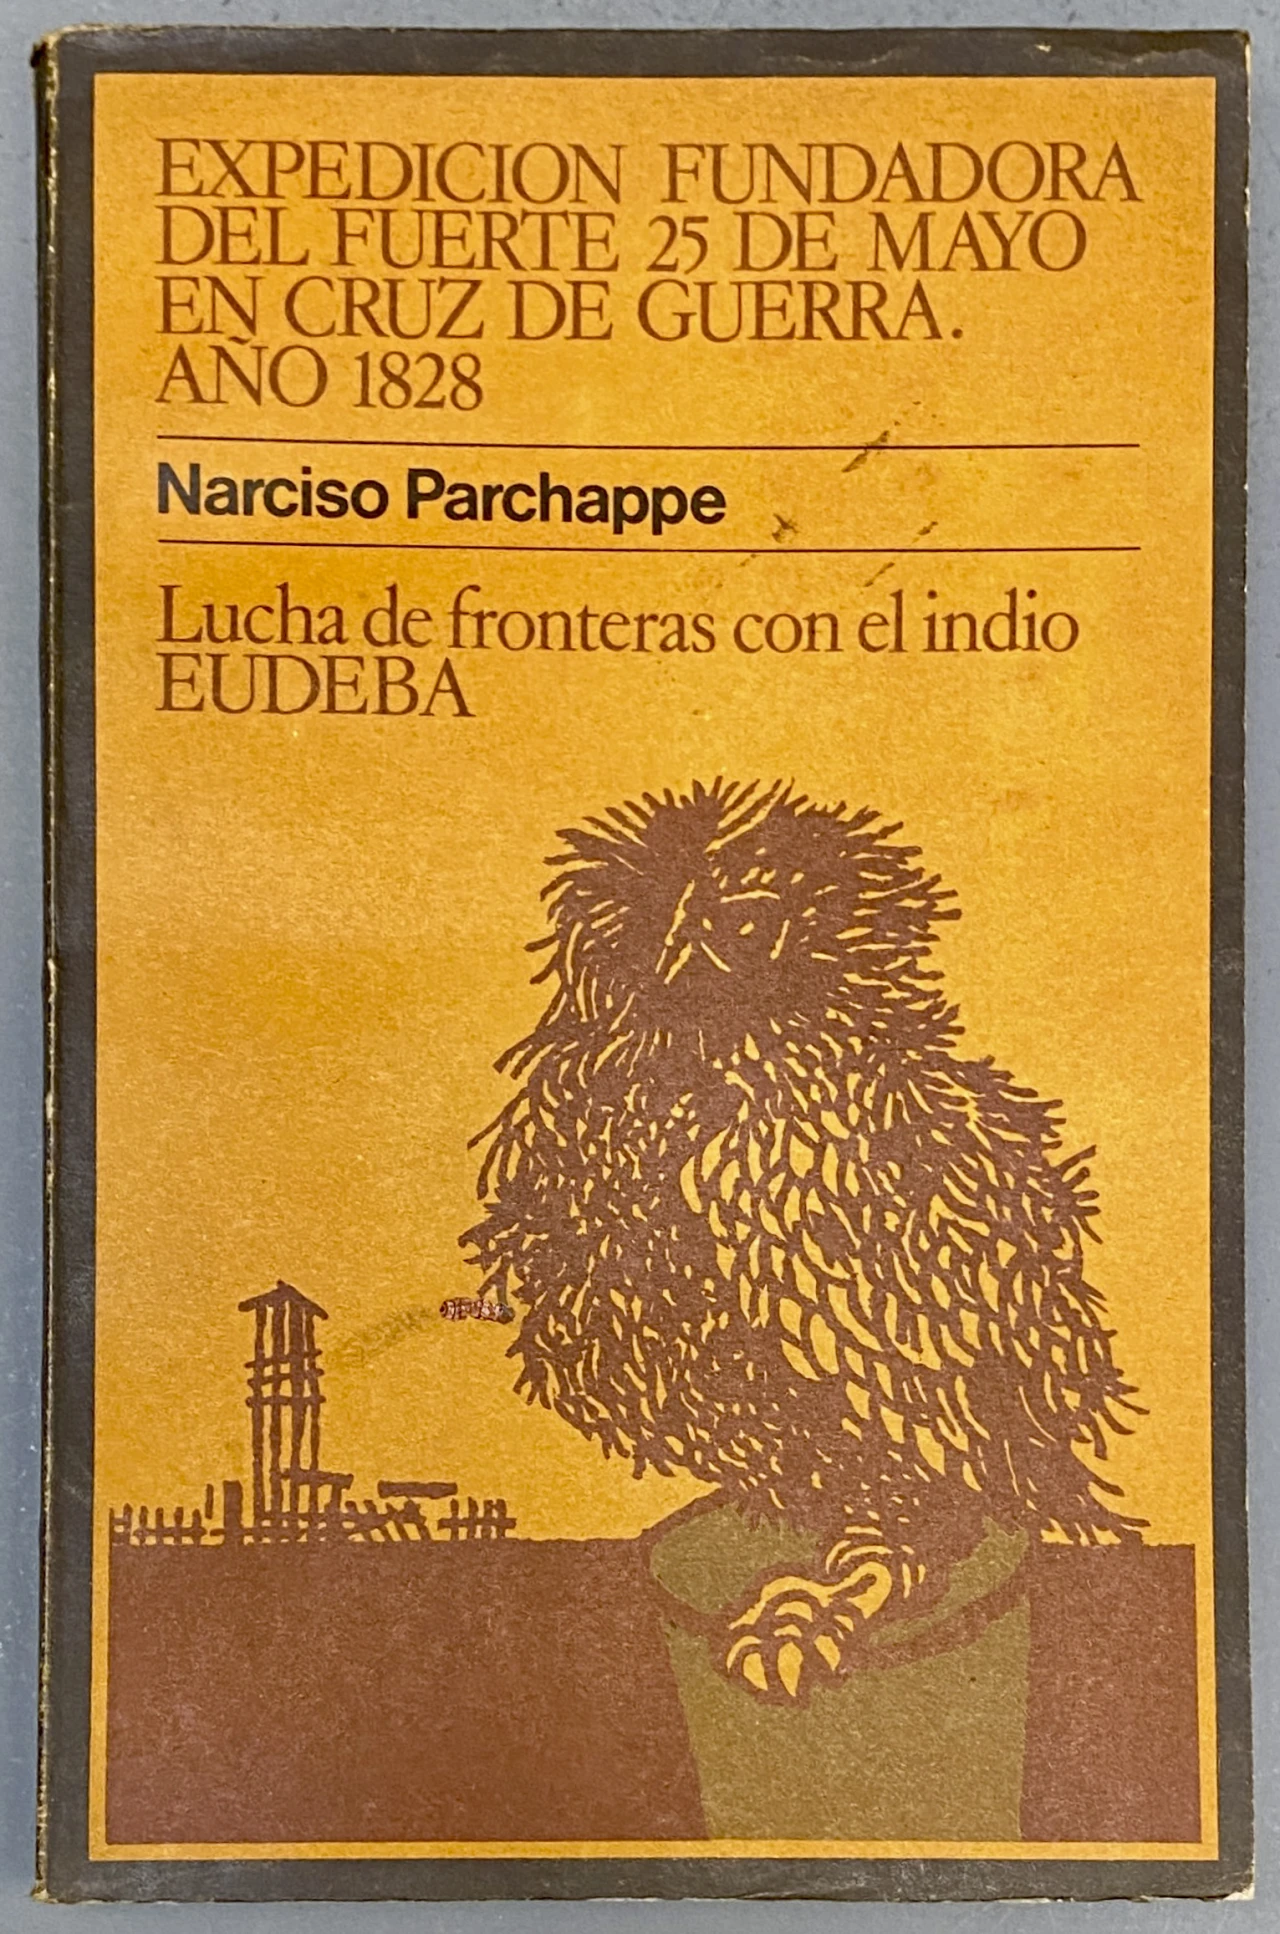 EXPEDICION FUNDADORA
DEL FUERTE 25 DE MAYO
EN CRUZ DE GUERRA.
AÑO 1828
Narciso Parchappe
Lucha de fronteras con el indio
EUDEBA